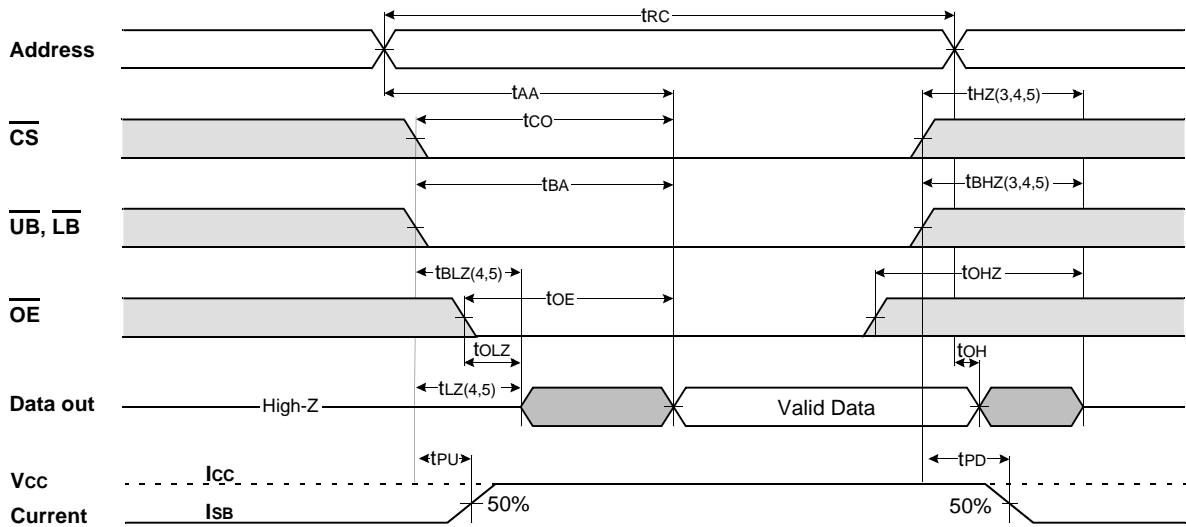 tRC
Address
tAA
tHZ(3,4,5)
CS
tCO
tBA
tBHZ(3,4,5)
UB, LB
tBLZ(4,5)
tOHZ
OE
tOE
tOLZ
tOH
tLZ(4,5)
Data out
High-Z
Valid Data
tPU
tPD
VCC
ICC
50%
50%
Current
ISB